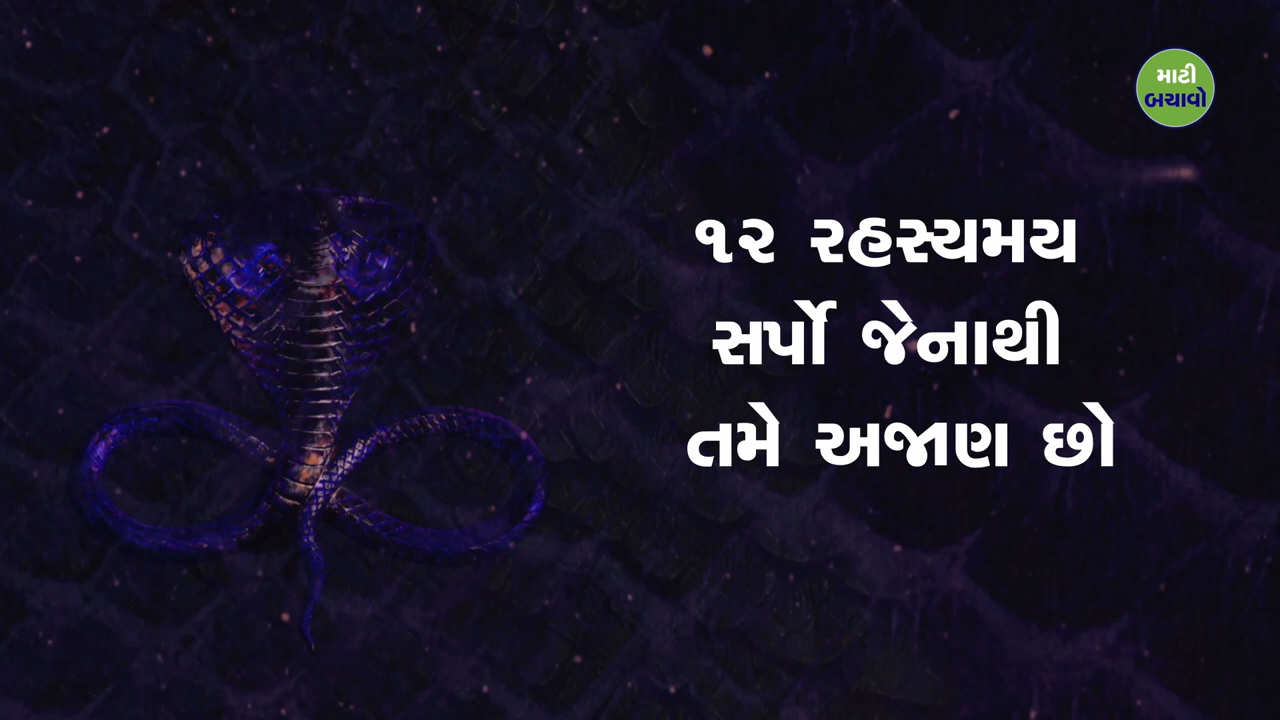 માટી
બચાવો
૧૨ રહસ્યમય
સર્પો જેનાથી
તમે અજાણ છો